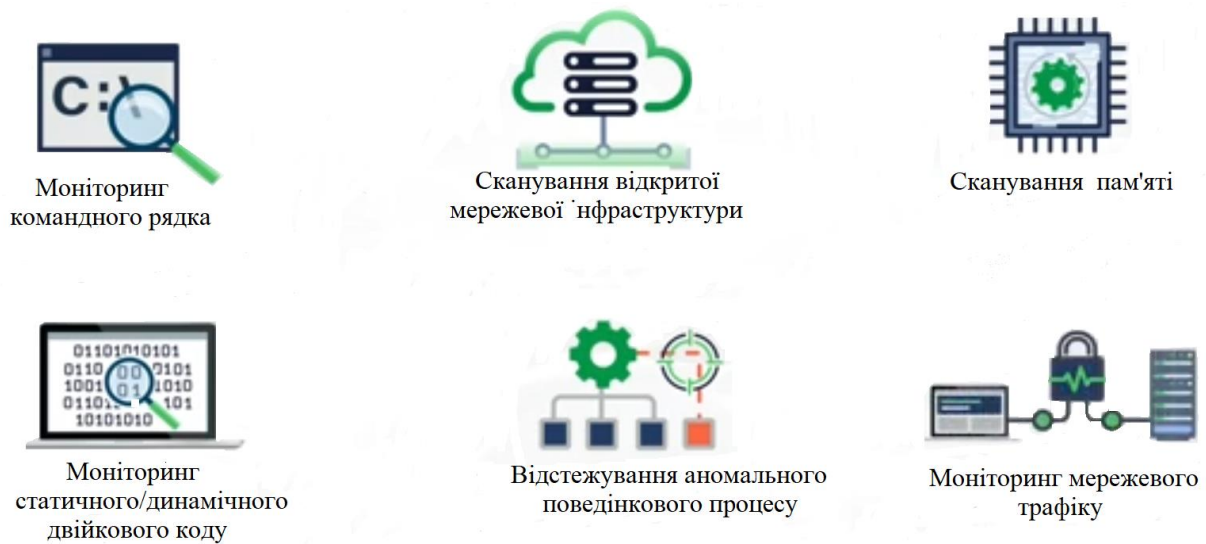 C:\
Моніторинг
командного рядка
Сканування відкритої
мережевої інфраструктури
Сканування пам'яті
01101010101
0110 00 0101
1001 01 1010
01101 101
10101010
Моніторинг
статичного/динамічного
двійкового коду
Відстежування аномального
поведінкового процесу
Моніторинг мережевого
трафіку